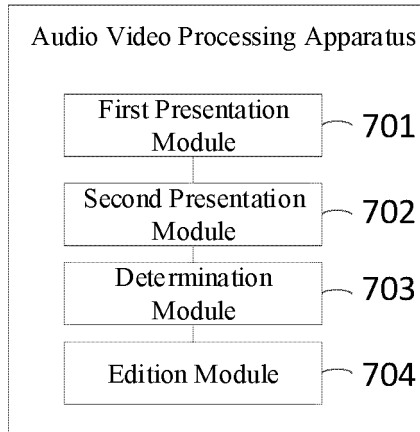 Audio Video Processing Apparatus
First Presentation
Module
701
Second Presentation
Module
702
Determination
Module
703
Edition Module
704